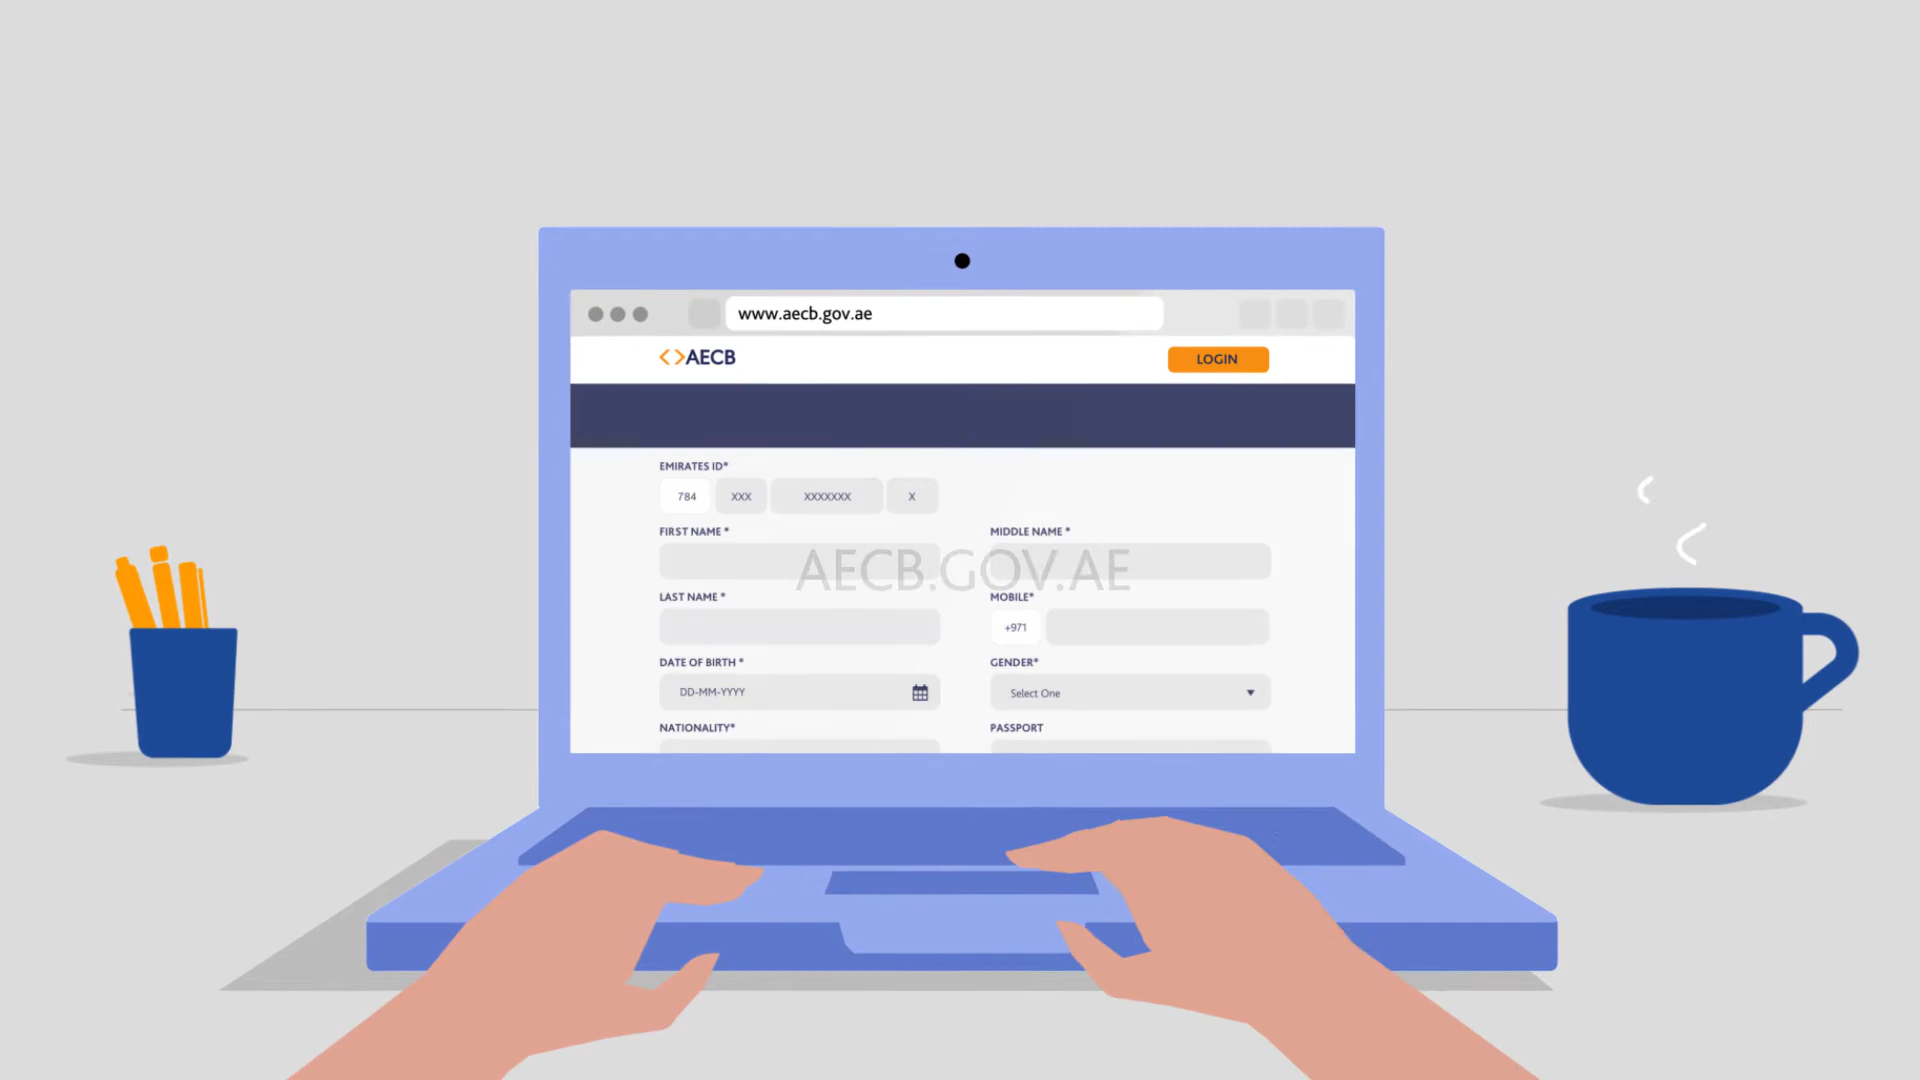 www.aecb.gov.ae
<>AECB
LOGIN
EMIRATES ID*
784 XXX XXXXXXX X
FIRST NAME *
MIDDLE NAME *
AECB.GOV.AE
LAST NAME *
MOBILE*
+971
DATE OF BIRTH *
GENDER*
DD-MM-YYYY
Select One
NATIONALITY*
PASSPORT